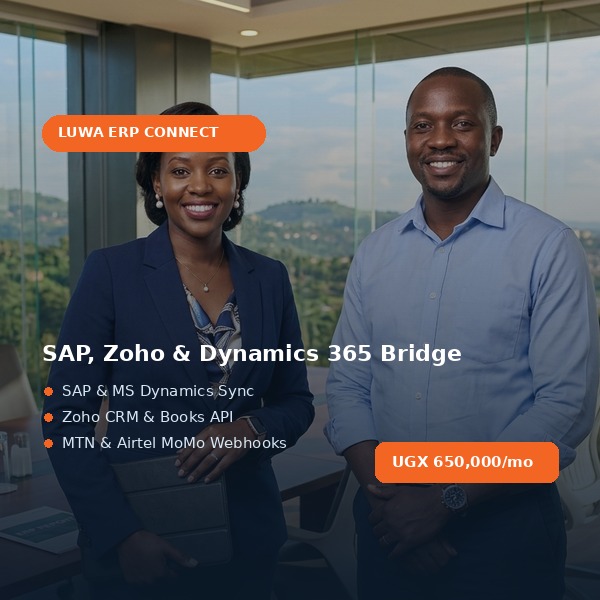 LUWA ERP CONNECT
SAP, Zoho & Dynamics 365 Bridge
SAP & MS Dynamics Sync
Zoho CRM & Books API
MTN & Airtel MoMo Webhooks
UGX 650,000/mo